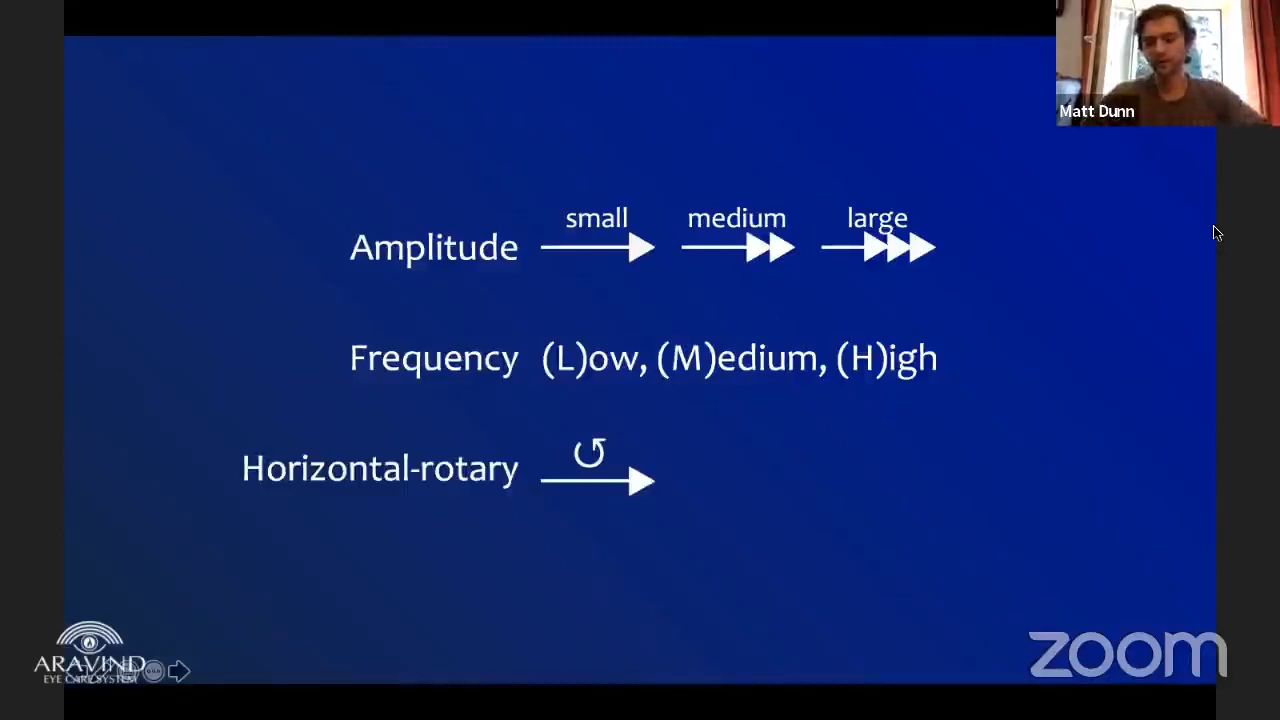 Matt Dunn
small medium large
Amplitude
Frequency (L)ow, (M)edium, (H)igh
Horizontal-rotary
ARAVIND
EYE CARE SYSTEM
zoom